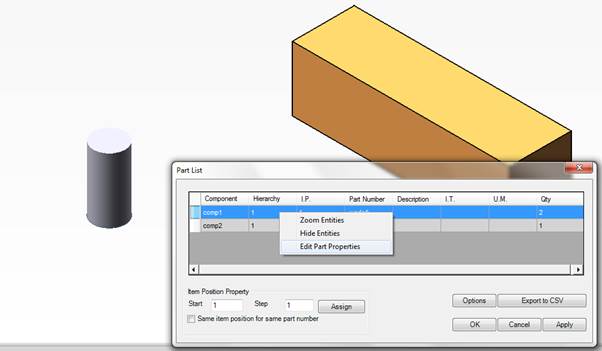 Part List
Component Hierarchy I.P. Part Number Description I.T. U.M. Qty
comp1 1 2
comp2 1 1
Zoom Entities
Hide Entities
Edit Part Properties
Item Position Property
Start 1 Step 1 Assign
Same item position for same part number
Options Export to CSV
OK Cancel Apply